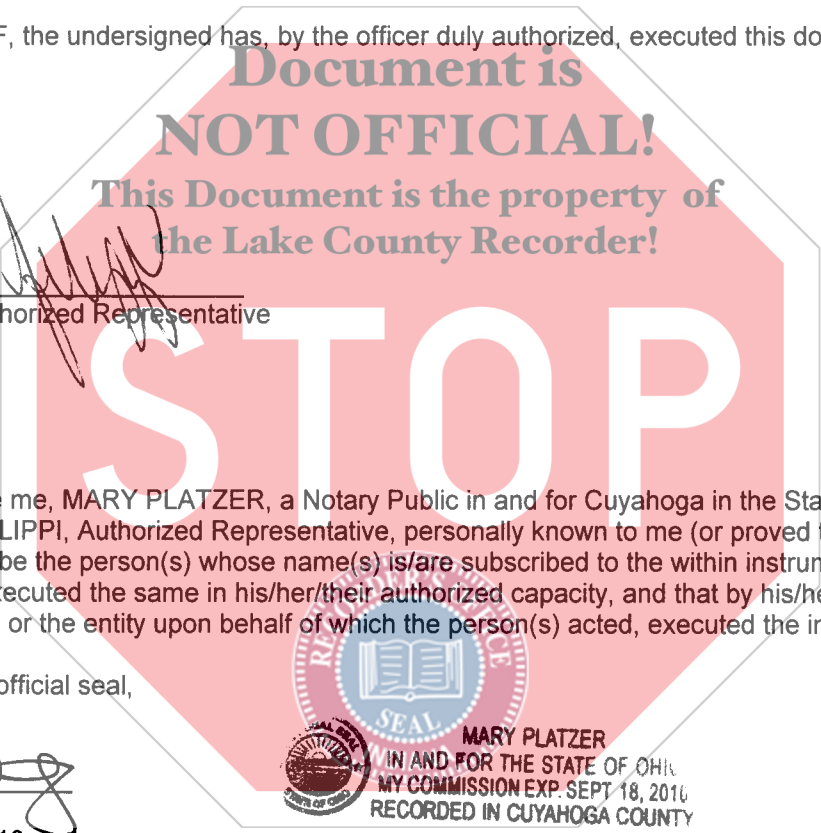 F, the undersigned has, by the officer duly authorized, executed this do
Document is
NOT OFFICIAL!
This Document is the property of
the Lake County Recorder!
horized Representative
STOP
e me, MARY PLATZER, a Notary Public in and for Cuyahoga in the Sta
LIPPI, Authorized Representative, personally known to me (or proved t
be the person(s) whose name(s) is/are subscribed to the within instrun
ecuted the same in his/her/their authorized capacity, and that by his/he
or the entity upon behalf of which the person(s) acted, executed the in
official seal,
RECORDER'S OFFICE
SEAL
MARY PLATZER
IN AND FOR THE STATE OF OHI
MY COMMISSION EXP. SEPT 18,
RECORDED IN CUYAHOGA COUNTY
STATE OF OHIO